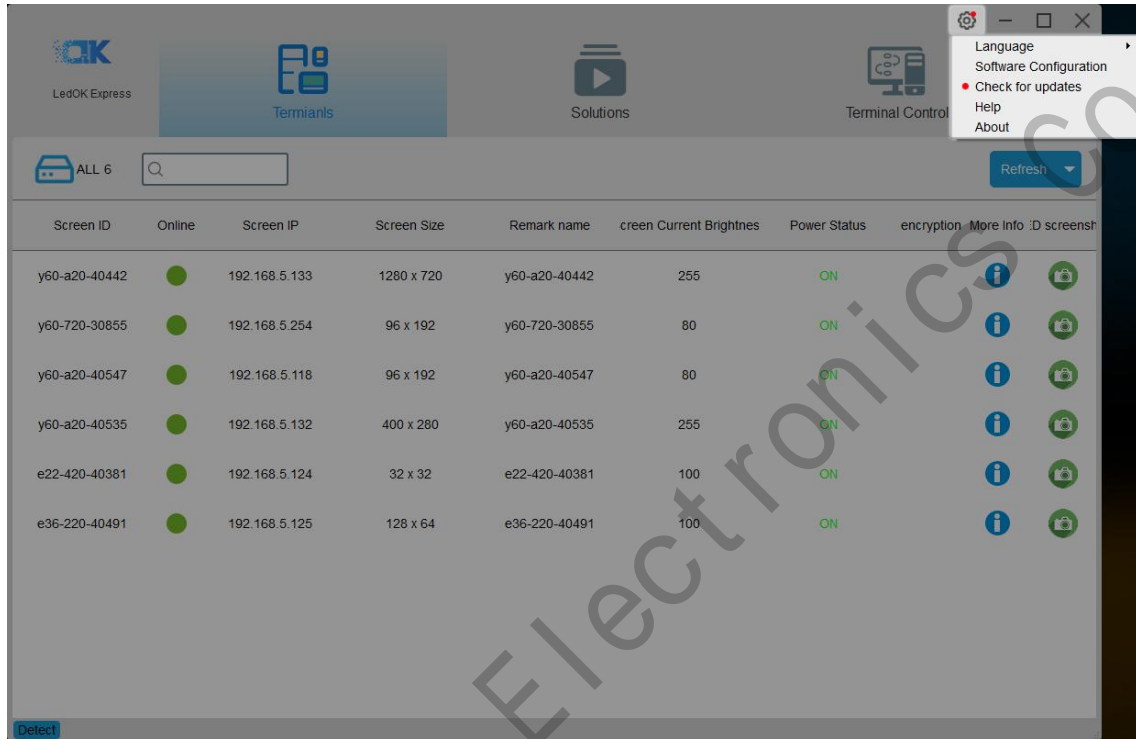 OK
LedOK Express
Termianls
Solutions
Terminal Control
Language
Software Configuration
Check for updates
Help
About
ALL 6
Refresh
Screen ID Online Screen IP Screen Size Remark name creen Current Brightnes Power Status encryption More Info :D screensh
y60-a20-40442 192.168.5.133 1280 x 720 y60-a20-40442 255 ON
y60-720-30855 192.168.5.254 96 x 192 y60-720-30855 80 ON
y60-a20-40547 192.168.5.118 96 x 192 y60-a20-40547 80 ON
y60-a20-40535 192.168.5.132 400 x 280 y60-a20-40535 255 ON
e22-420-40381 192.168.5.124 32 x 32 e22-420-40381 100 ON
e36-220-40491 192.168.5.125 128 x 64 e36-220-40491 100 ON
Detect
Electronics Co